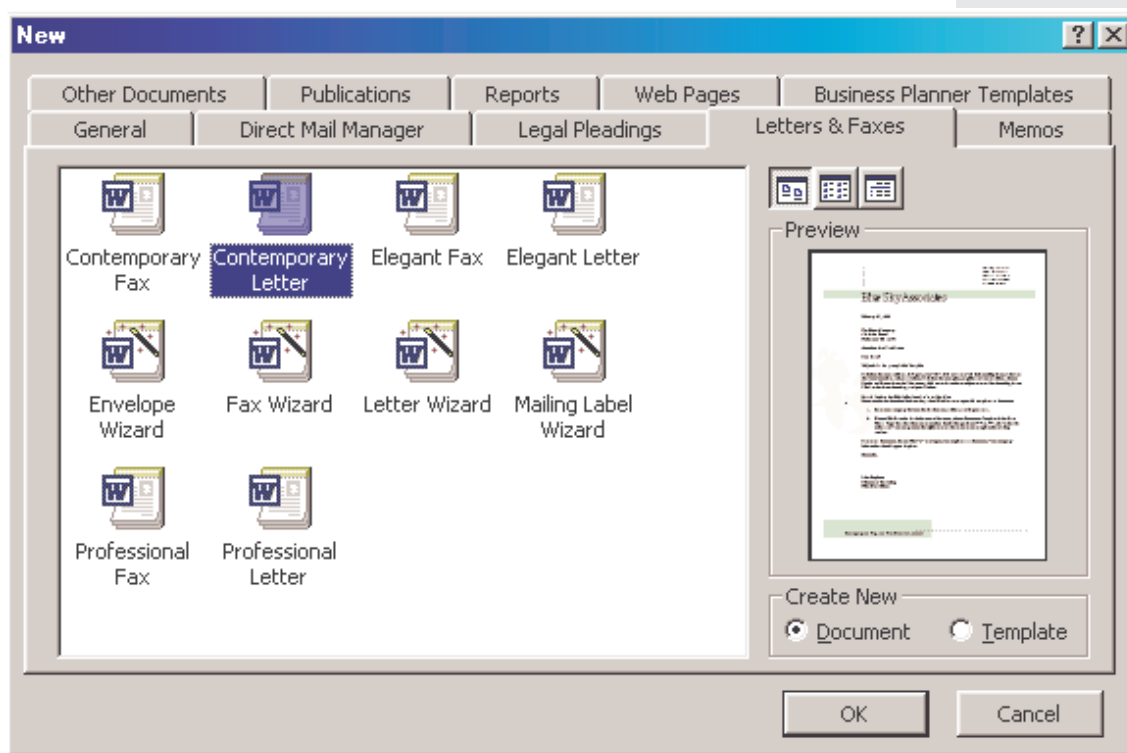 New
Other Documents Publications Reports Web Pages Business Planner Templates
General Direct Mail Manager Legal Pleadings Letters & Faxes Memos
Contemporary Fax
Contemporary Letter
Elegant Fax
Elegant Letter
Envelope Wizard
Fax Wizard
Letter Wizard
Mailing Label Wizard
Professional Fax
Professional Letter
Preview
Blue Sky Associates
Create New
Document Template
OK Cancel